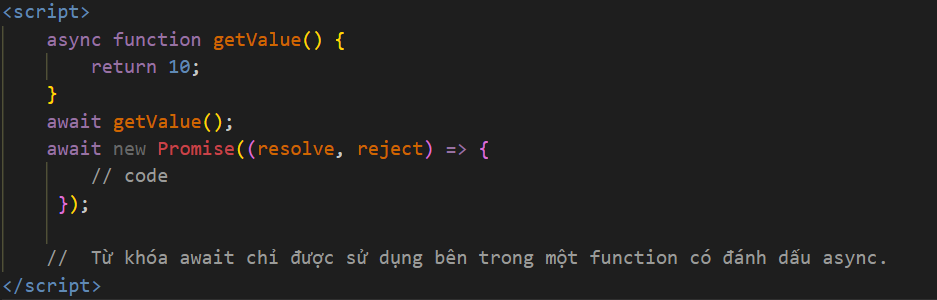 <script>
async function getValue() {
return 10;
}
await getValue();
await new Promise((resolve, reject) => {
// code
});
// Từ khóa await chỉ được sử dụng bên trong một function có đánh dấu async.
</script>